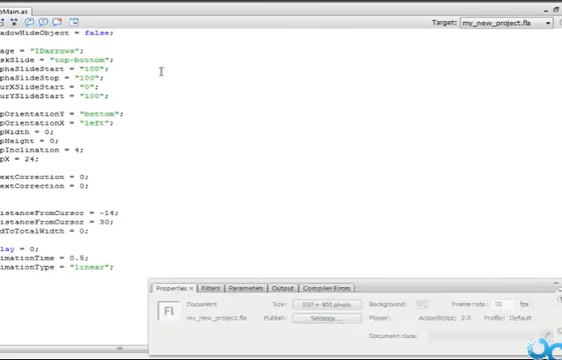 oMain.as
Target: my_new_project.fla
adowHideObject = false;
age = "IDarrows";
skSlide = "top-bottom";
phaSlideStart = "100";
phaSlideStop = "100";
urXSlideStart = "0";
urYSlideStart = "100";
pOrientationY = "bottom";
pOrientationX = "left";
pWidth = 0;
pHeight = 0;
pInclination = 4;
pX = 24;
extCorrection = 0;
extCorrection = 0;
istanceFromCursor = -14;
istanceFromCursor = 30;
dToTotalWidth = 0;
lay = 0;
imationTime = 0.5;
imationType = "linear";
Properties × Filters Parameters Output Compiler Errors
Fl Document Size: 550 × 400 pixels Background: Frame rate: fps
my_new_project.fla Publish: Settings... Player: ActionScript: 2.0 Profile: Default
Document class: